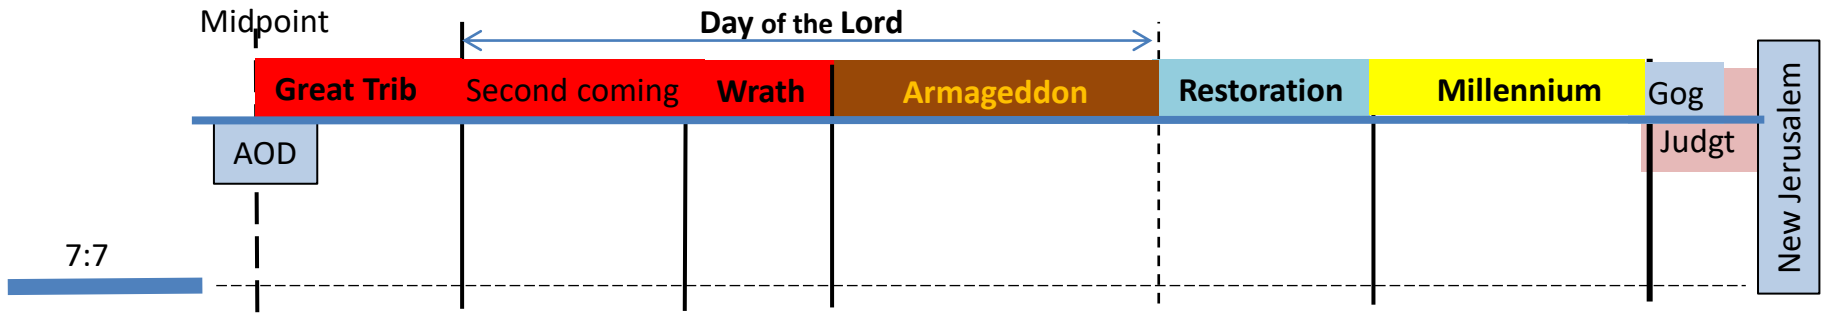 Midpoint
Day of the Lord
Great Trib
Second coming
Wrath
Armageddon
Restoration
Millennium
Gog
AOD
Judgt
New Jerusalem
7:7